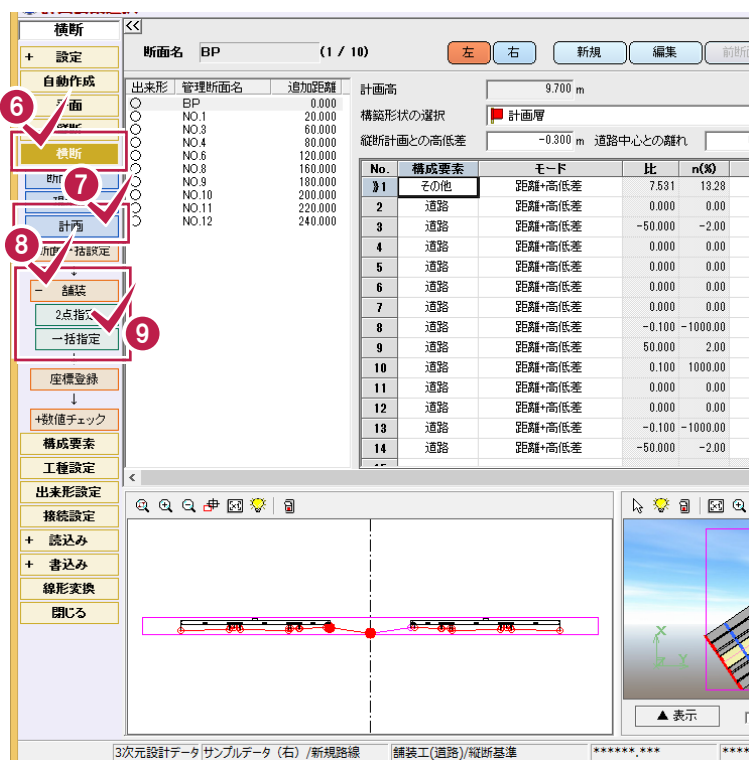 横断
+ 設定
自動作成
6
横断
7
計画
8
断面一括設定
↓
- 舗装
2点指定
一括指定
9
座標登録
↓
+数値チェック
構成要素
工種設定
出来形設定
接続設定
+ 読込み
+ 書込み
線形変換
閉じる
<<
断面名 BP (1 / 10)
左 右 新規 編集
出来形 管理断面名 追加距離
BP 0.000
NO.1 20.000
NO.3 60.000
NO.4 80.000
NO.6 120.000
NO.8 160.000
NO.9 180.000
NO.10 200.000
NO.11 220.000
NO.12 240.000
計画高 9.700 m
構築形状の選択 計画層
縦断計画との高低差 -0.300 m 道路中心との離れ
No. 構成要素 モード 比 n(%)
1 その他 距離+高低差 7.531 13.28
2 道路 距離+高低差 0.000 0.00
3 道路 距離+高低差 -50.000 -2.00
4 道路 距離+高低差 0.000 0.00
5 道路 距離+高低差 0.000 0.00
6 道路 距離+高低差 0.000 0.00
7 道路 距離+高低差 0.000 0.00
8 道路 距離+高低差 -0.100 -1000.00
9 道路 距離+高低差 50.000 2.00
10 道路 距離+高低差 0.100 1000.00
11 道路 距離+高低差 0.000 0.00
12 道路 距離+高低差 0.000 0.00
13 道路 距離+高低差 -0.100 -1000.00
14 道路 距離+高低差 -50.000 -2.00
X
Z Y
▲ 表示
3次元設計データ サンプルデータ（右）/新規路線 舗装工(道路)/縦断基準 ******.*** ****